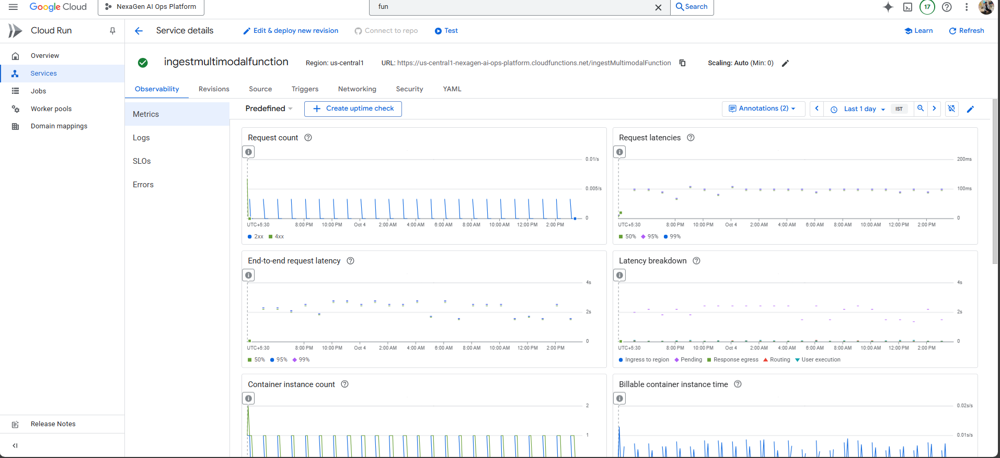 Google Cloud
NexaGen AI Ops Platform
fun
Search
17
Cloud Run
Service details
Edit & deploy new revision
Connect to repo
Test
Learn
Refresh
Overview
Services
Jobs
Worker pools
Domain mappings
Release Notes
ingestmultimodalfunction
Region: us-central1
URL: https://us-central1-nexagen-ai-ops-platform.cloudfunctions.net/ingestMultimodalFunction
Scaling: Auto (Min: 0)
Observability
Revisions
Source
Triggers
Networking
Security
YAML
Metrics
Logs
SLOs
Errors
Predefined
Create uptime check
Annotations (2)
Last 1 day
IST
Request count
0.01/s
0.005/s
0
UTC+5:30 8:00 PM 10:00 PM Oct 4 2:00 AM 4:00 AM 6:00 AM 8:00 AM 10:00 AM 12:00 PM 2:00 PM
2xx 4xx
Request latencies
200ms
100ms
0
UTC+5:30 8:00 PM 10:00 PM Oct 4 2:00 AM 4:00 AM 6:00 AM 8:00 AM 10:00 AM 12:00 PM 2:00 PM
50% 95% 99%
End-to-end request latency
4s
2s
0
UTC+5:30 8:00 PM 10:00 PM Oct 4 2:00 AM 4:00 AM 6:00 AM 8:00 AM 10:00 AM 12:00 PM 2:00 PM
50% 95% 99%
Latency breakdown
4s
2s
0
UTC+5:30 8:00 PM 10:00 PM Oct 4 2:00 AM 4:00 AM 6:00 AM 8:00 AM 10:00 AM 12:00 PM 2:00 PM
Ingress to region Pending Response egress Routing User execution
Container instance count
2
1
Billable container instance time
0.02s/s
0.01s/s